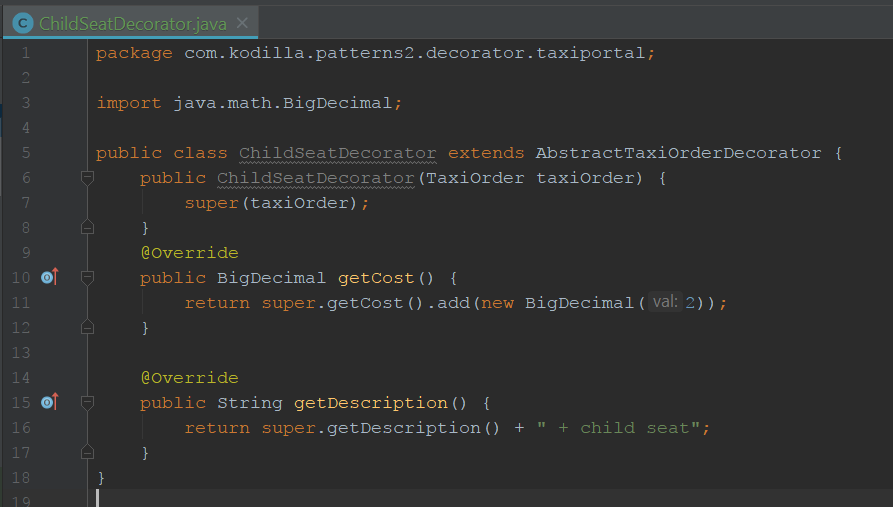 ChildSeatDecorator.java
1 package com.kodilla.patterns2.decorator.taxiportal;
2
3 import java.math.BigDecimal;
4
5 public class ChildSeatDecorator extends AbstractTaxiOrderDecorator {
6     public ChildSeatDecorator(TaxiOrder taxiOrder) {
7         super(taxiOrder);
8     }
9     @Override
10     public BigDecimal getCost() {
11         return super.getCost().add(new BigDecimal( val: 2));
12     }
13
14     @Override
15     public String getDescription() {
16         return super.getDescription() + " + child seat";
17     }
18 }
19